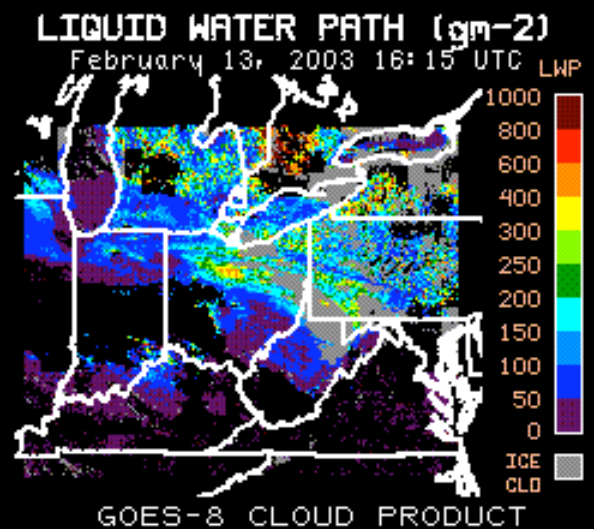 LIQUID WATER PATH (gm-2)
February 13, 2003 16:15 UTC
LWP
1000
800
600
400
300
250
200
150
100
50
0
ICE
CLD
GOES-8 CLOUD PRODUCT